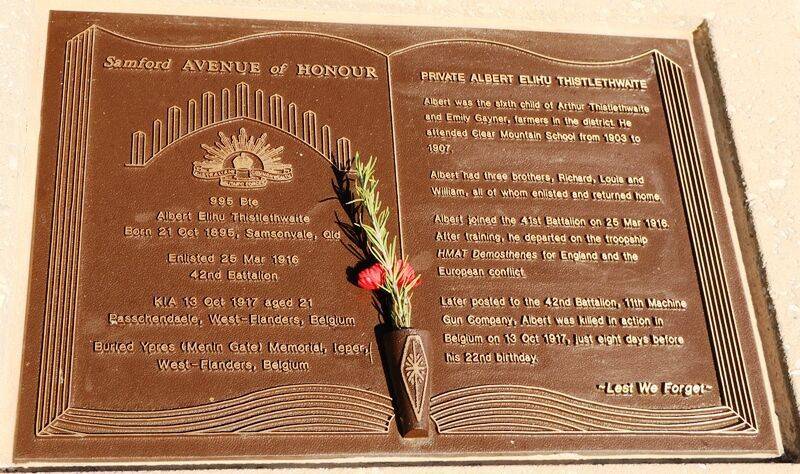 Samford AVENUE of HONOUR
AUSTRALIAN COMMONWEALTH
MILITARY FORCES
995 Pte
Albert Elihu Thistlethwaite
Born 21 Oct 1895, Samsonvale, Qld
Enlisted 25 Mar 1916
42nd Battalion
KIA 13 Oct 1917 aged 21
Passchendaele, West-Flanders, Belgium
Buried Ypres (Menin Gate) Memorial, Ieper,
West-Flanders, Belgium
PRIVATE ALBERT ELIHU THISTLETHWAITE
Albert was the sixth child of Arthur Thistlethwaite
and Emily Gayner, farmers in the district. He
attended Clear Mountain School from 1903 to
1907.
Albert had three brothers, Richard, Louis and
William, all of whom enlisted and returned home.
Albert joined the 41st Battalion on 25 Mar 1916.
After training, he departed on the troopship
HMAT Demosthenes for England and the
European conflict.
Later posted to the 42nd Battalion, 11th Machine
Gun Company, Albert was killed in action in
Belgium on 13 Oct 1917, just eight days before
his 22nd birthday.
~Lest We Forget~